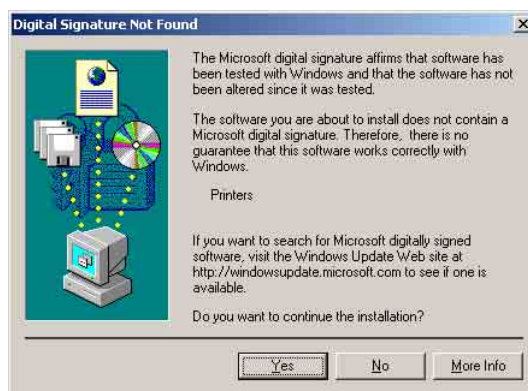 Digital Signature Not Found
The Microsoft digital signature affirms that software has
been tested with Windows and that the software has not
been altered since it was tested.
The software you are about to install does not contain a
Microsoft digital signature. Therefore, there is no
guarantee that this software works correctly with
Windows.
Printers
If you want to search for Microsoft digitally signed
software, visit the Windows Update Web site at
http://windowsupdate.microsoft.com to see if one is
available.
Do you want to continue the installation?
Yes No More Info